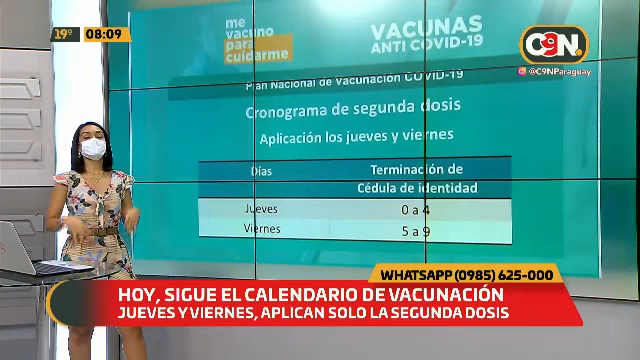 19º 08:09
me
vacuno
para
cuidarme
VACUNAS
ANTI COVID-19
C9N
@C9NParaguay
Plan Nacional de Vacunación COVID-19
Cronograma de segunda dosis
Aplicación los jueves y viernes
Días
Terminación de
Cédula de identidad
Jueves 0 a 4
Viernes 5 a 9
WHATSAPP (0985) 625-000
HOY, SIGUE EL CALENDARIO DE VACUNACIÓN
JUEVES Y VIERNES, APLICAN SOLO LA SEGUNDA DOSIS